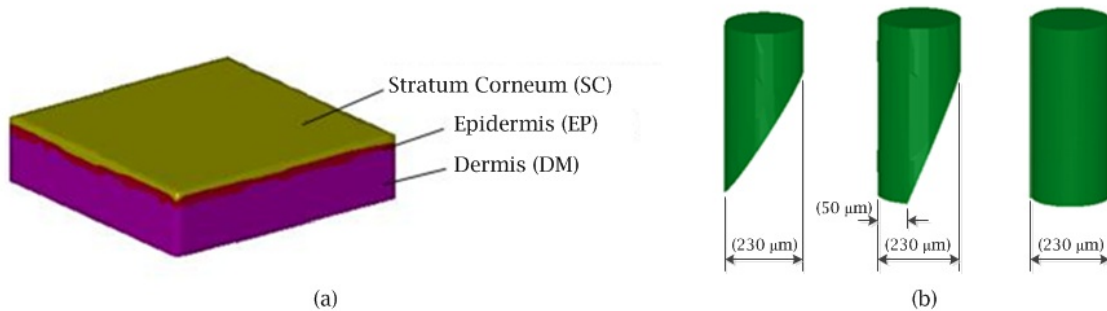 Stratum Corneum (SC)
Epidermis (EP)
Dermis (DM)
(a)
(50 μm)
(230 μm)
(230 μm)
(230 μm)
(b)